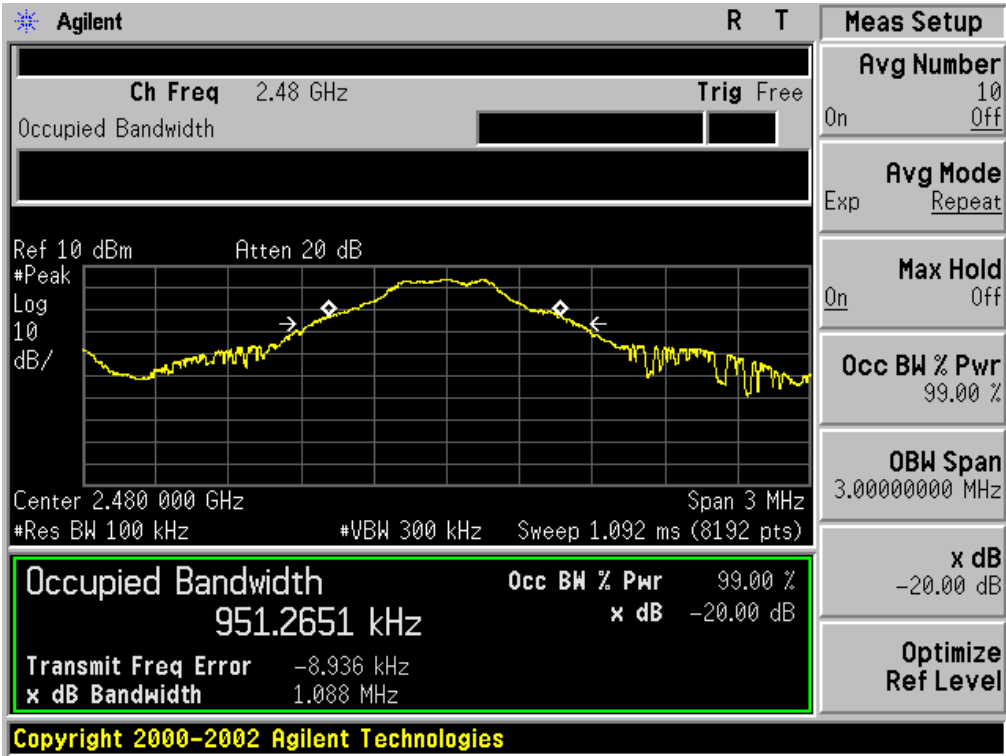 Agilent R T
Ch Freq 2.48 GHz Trig Free
Occupied Bandwidth
Ref 10 dBm Atten 20 dB
#Peak
Log
10
dB/
Center 2.480 000 GHz Span 3 MHz
#Res BW 100 kHz #VBW 300 kHz Sweep 1.092 ms (8192 pts)
Occupied Bandwidth Occ BW % Pwr 99.00 %
951.2651 kHz x dB -20.00 dB
Transmit Freq Error -8.936 kHz
x dB Bandwidth 1.088 MHz
Copyright 2000-2002 Agilent Technologies
Meas Setup
Avg Number
10
On Off
Avg Mode
Exp Repeat
Max Hold
On Off
Occ BW % Pwr
99.00 %
OBW Span
3.00000000 MHz
x dB
-20.00 dB
Optimize
Ref Level